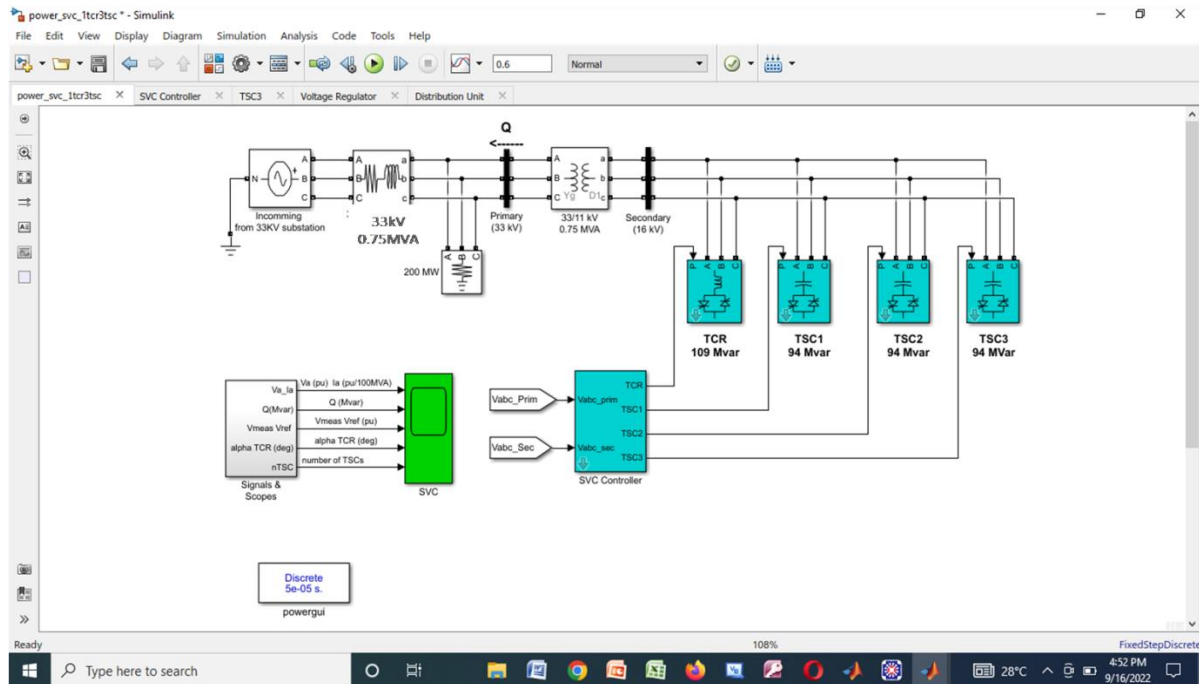 power_svc_1tcr3tsc * - Simulink
File Edit View Display Diagram Simulation Analysis Code Tools Help
0.6 Normal
power_svc_1tcr3tsc SVC Controller TSC3 Voltage Regulator Distribution Unit
Q
<------
N A B C
A B C a b c
A B C a b c
Yg D1
Incomming
from 33KV substation
:
33kV
0.75MVA
Primary
(33 kV)
33/11 kV
0.75 MVA
Secondary
(16 kV)
A B C
200 MW
P A B C
P A B C
P A B C
P A B C
TCR
109 Mvar
TSC1
94 Mvar
TSC2
94 Mvar
TSC3
94 MVar
Va_Ia
Q(Mvar)
Vmeas Vref
alpha TCR (deg)
nTSC
Signals &
Scopes
Va (pu) Ia (pu/100MVA)
Q (Mvar)
Vmeas Vref (pu)
alpha TCR (deg)
number of TSCs
SVC
Vabc_Prim
Vabc_Sec
Vabc_prim
Vabc_sec
TCR
TSC1
TSC2
TSC3
SVC Controller
Discrete
5e-05 s.
powergui
Ready 108% FixedStepDiscrete
Type here to search
28°C
4:52 PM
9/16/2022